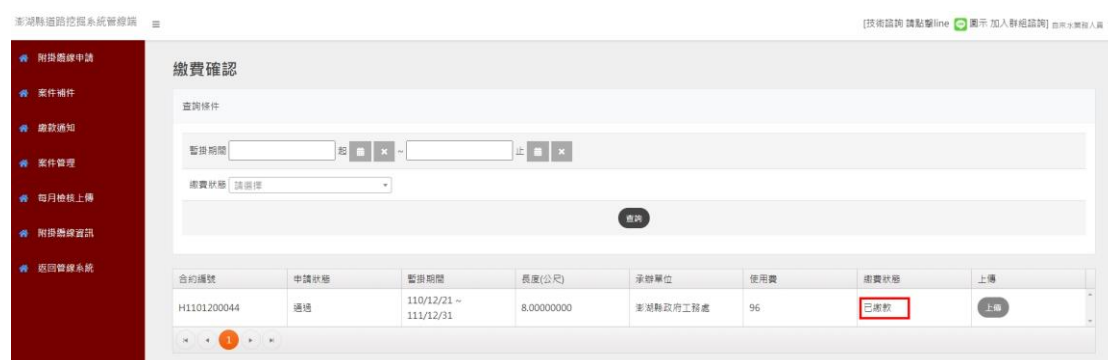 澎湖縣道路挖掘系統管線端
[技術諮詢 請點擊line 圖示 加入群組諮詢] 自來水業務人員
附掛纜線申請
案件補件
繳款通知
案件管理
每月檢核上傳
附掛纜線資訊
返回管線系統
繳費確認
查詢條件
暫掛期間 起 ~ 止
繳費狀態 請選擇
查詢
合約編號 申請狀態 暫掛期間 長度(公尺) 承辦單位 使用費 繳費狀態 上傳
H1101200044 通過 110/12/21 ~ 111/12/31 8.00000000 澎湖縣政府工務處 96 已繳款 上傳
1